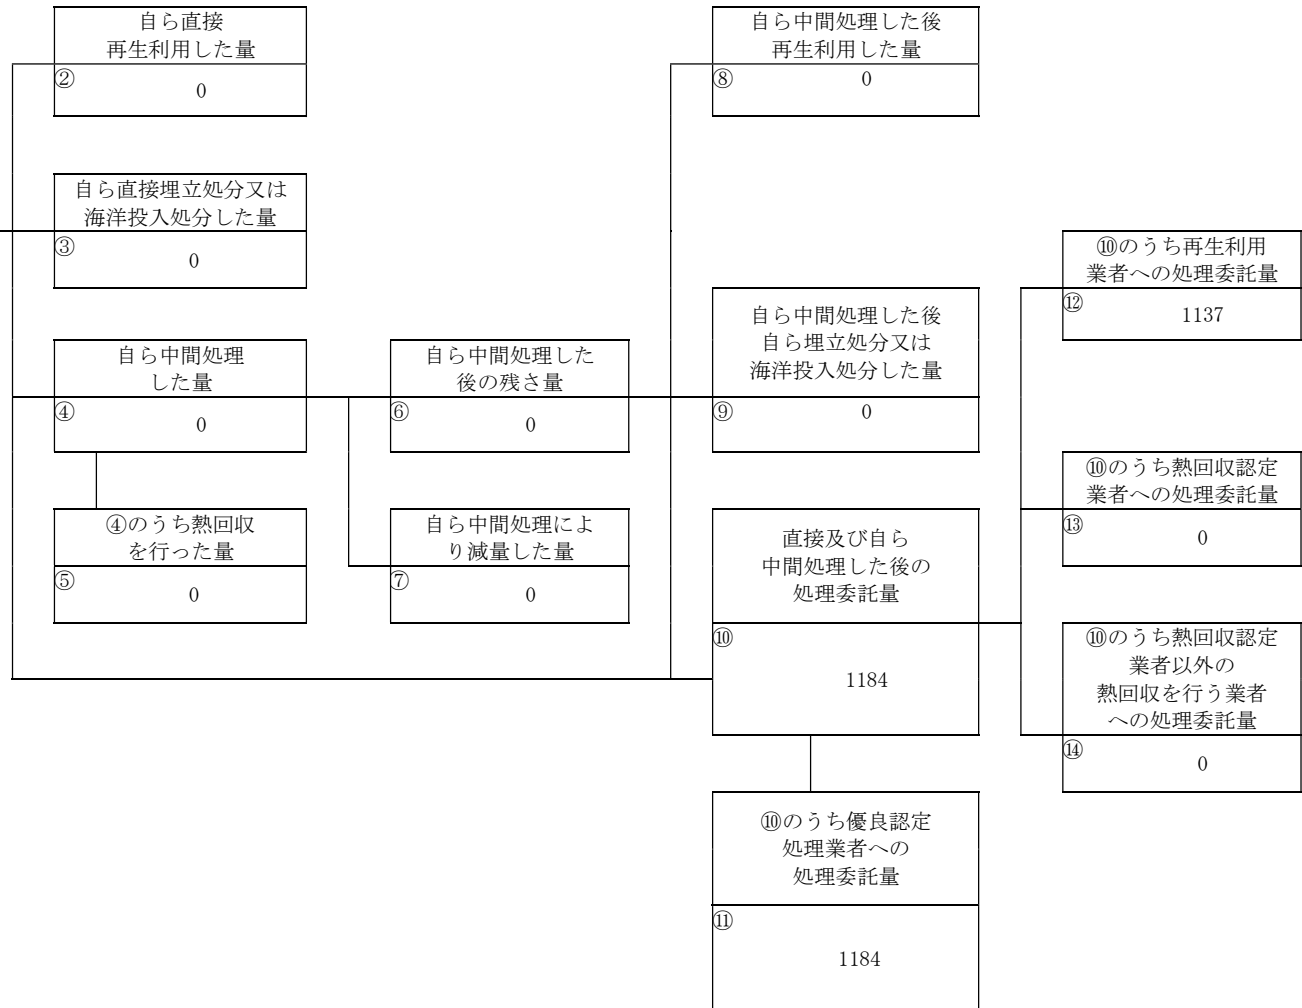 自ら直接
再生利用した量
②
0
自ら中間処理した後
再生利用した量
⑧
0
自ら直接埋立処分又は
海洋投入処分した量
③
0
⑩のうち再生利用
業者への処理委託量
⑫
1137
自ら中間処理した後
自ら埋立処分又は
海洋投入処分した量
⑨
0
自ら中間処理
した量
④
0
自ら中間処理した
後の残さ量
⑥
0
⑩のうち熱回収認定
業者への処理委託量
⑬
0
④のうち熱回収
を行った量
⑤
0
自ら中間処理によ
り減量した量
⑦
0
直接及び自ら
中間処理した後の
処理委託量
⑩
1184
⑩のうち熱回収認定
業者以外の
熱回収を行う業者
への処理委託量
⑭
0
⑩のうち優良認定
処理業者への
処理委託量
⑪
1184